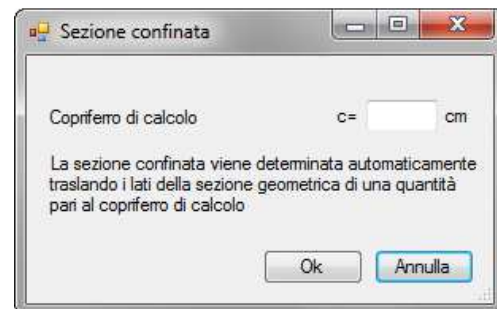 Sezione confinata
Copriferro di calcolo c= cm
La sezione confinata viene determinata automaticamente
traslando i lati della sezione geometrica di una quantità
pari al copriferro di calcolo
Ok Annulla